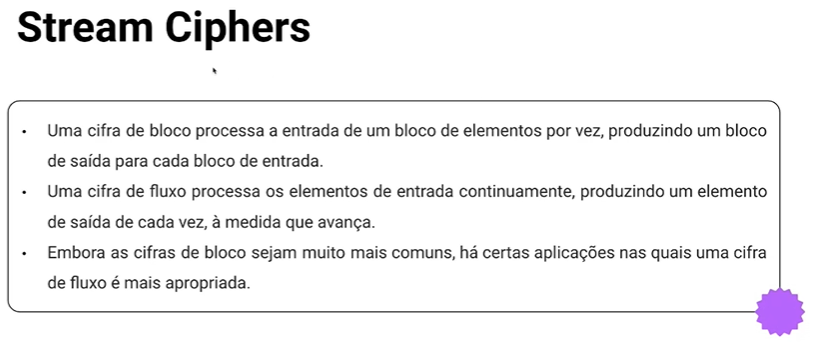 Stream Ciphers
• Uma cifra de bloco processa a entrada de um bloco de elementos por vez, produzindo um bloco
de saída para cada bloco de entrada.
• Uma cifra de fluxo processa os elementos de entrada continuamente, produzindo um elemento
de saída de cada vez, à medida que avança.
• Embora as cifras de bloco sejam muito mais comuns, há certas aplicações nas quais uma cifra
de fluxo é mais apropriada.